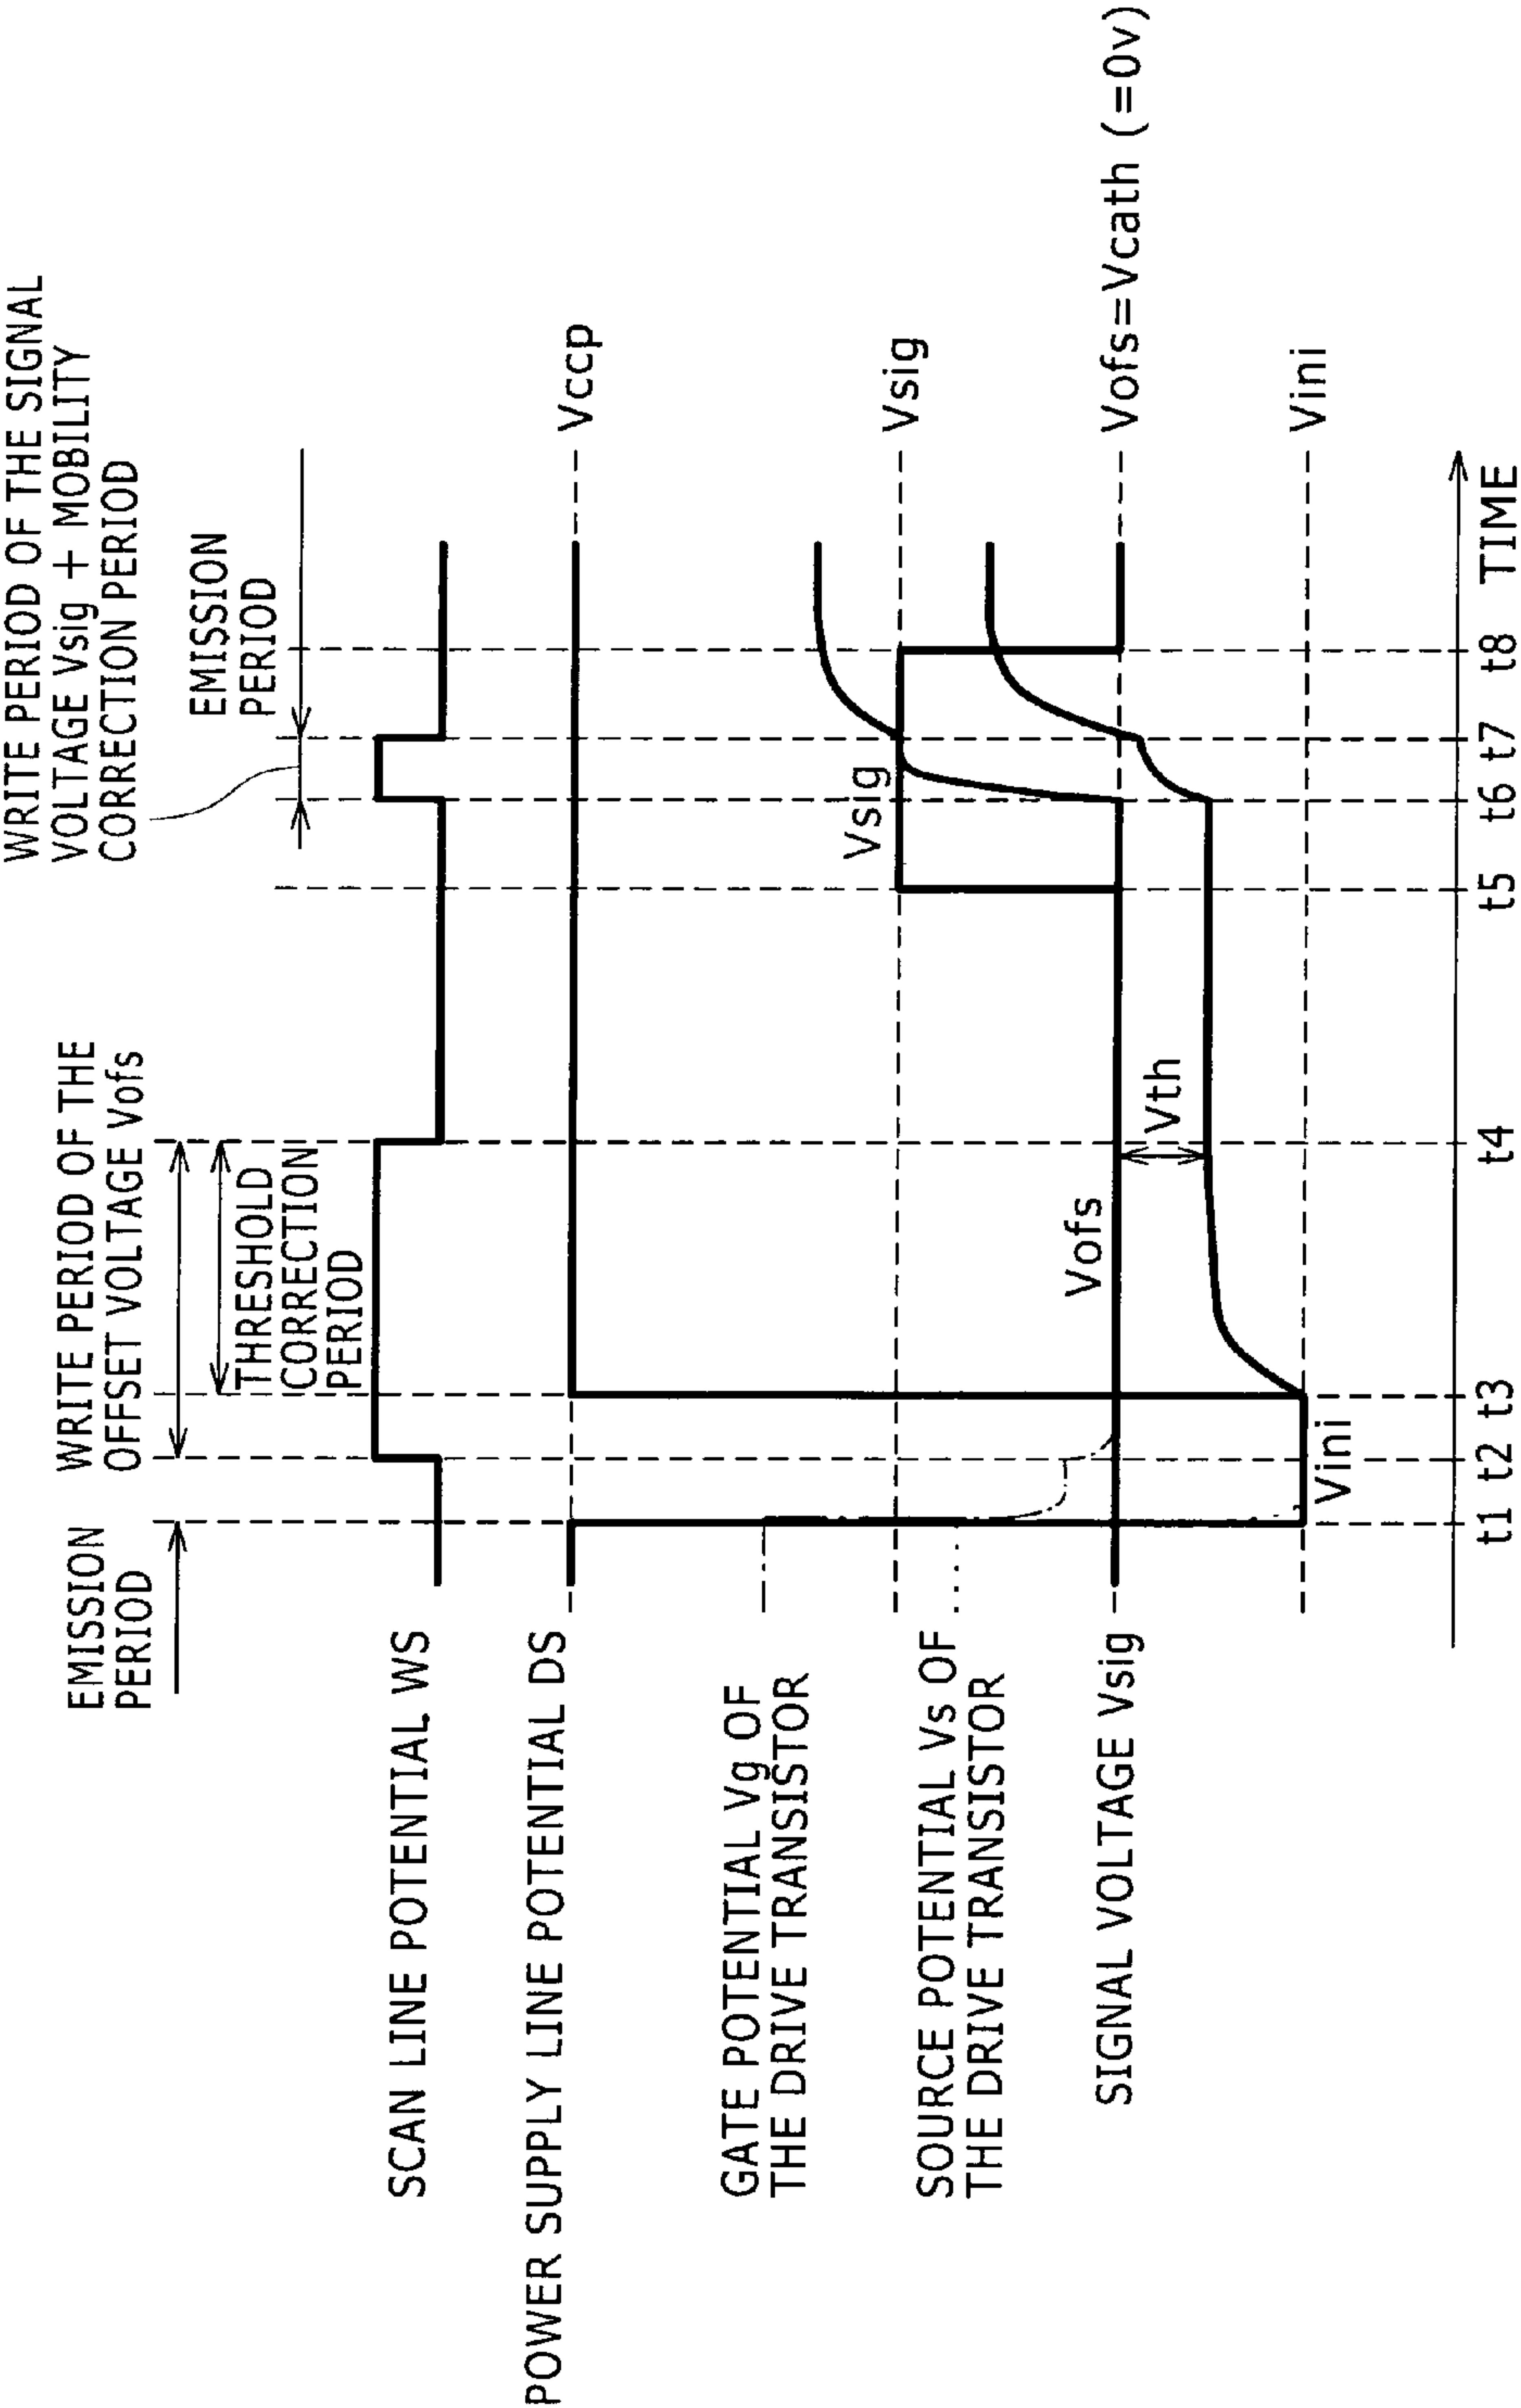 WRITE PERIOD OF THE SIGNAL
VOLTAGE Vsig + MOBILITY
CORRECTION PERIOD
WRITE PERIOD OF THE
OFFSET VOLTAGE Vofs
EMISSION
PERIOD
EMISSION
PERIOD
THRESHOLD
CORRECTION
PERIOD
SCAN LINE POTENTIAL WS
POWER SUPPLY LINE POTENTIAL DS
Vccp
GATE POTENTIAL Vg OF
THE DRIVE TRANSISTOR
Vsig
Vsig
SOURCE POTENTIAL Vs OF
THE DRIVE TRANSISTOR
SIGNAL VOLTAGE Vsig
Vofs
Vth
Vofs=Vcath (=0v)
Vini
Vini
t1 t2 t3 t4 t5 t6 t7 t8 TIME